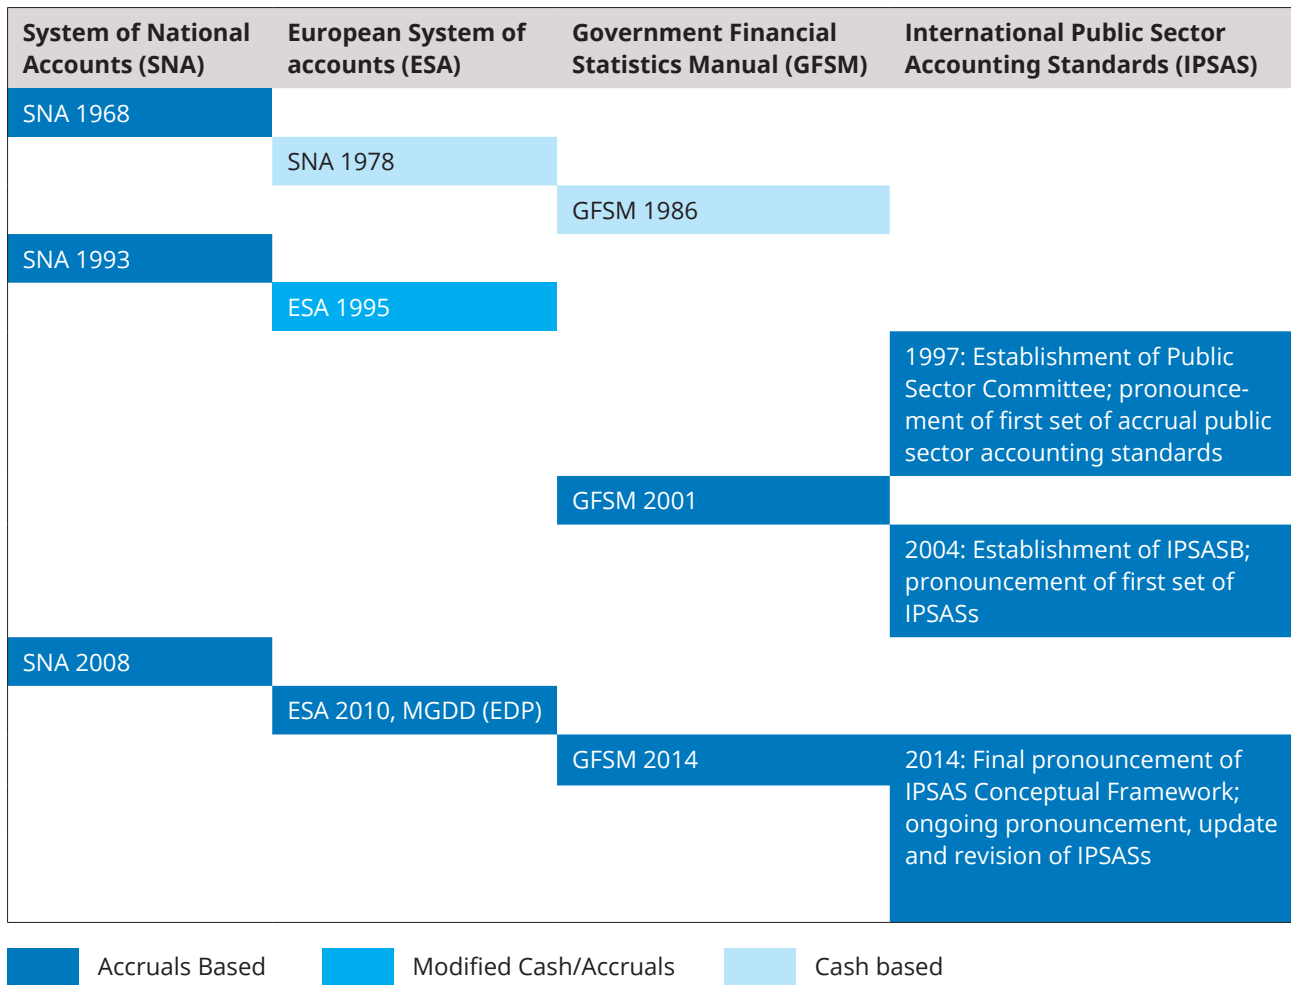 System of National
Accounts (SNA)
European System of
accounts (ESA)
Government Financial
Statistics Manual (GFSM)
International Public Sector
Accounting Standards (IPSAS)
SNA 1968
SNA 1978
GFSM 1986
SNA 1993
ESA 1995
1997: Establishment of Public
Sector Committee; pronounce-
ment of first set of accrual public
sector accounting standards
GFSM 2001
2004: Establishment of IPSASB;
pronouncement of first set of
IPSASs
SNA 2008
ESA 2010, MGDD (EDP)
GFSM 2014
2014: Final pronouncement of
IPSAS Conceptual Framework;
ongoing pronouncement, update
and revision of IPSASs
Accruals Based
Modified Cash/Accruals
Cash based